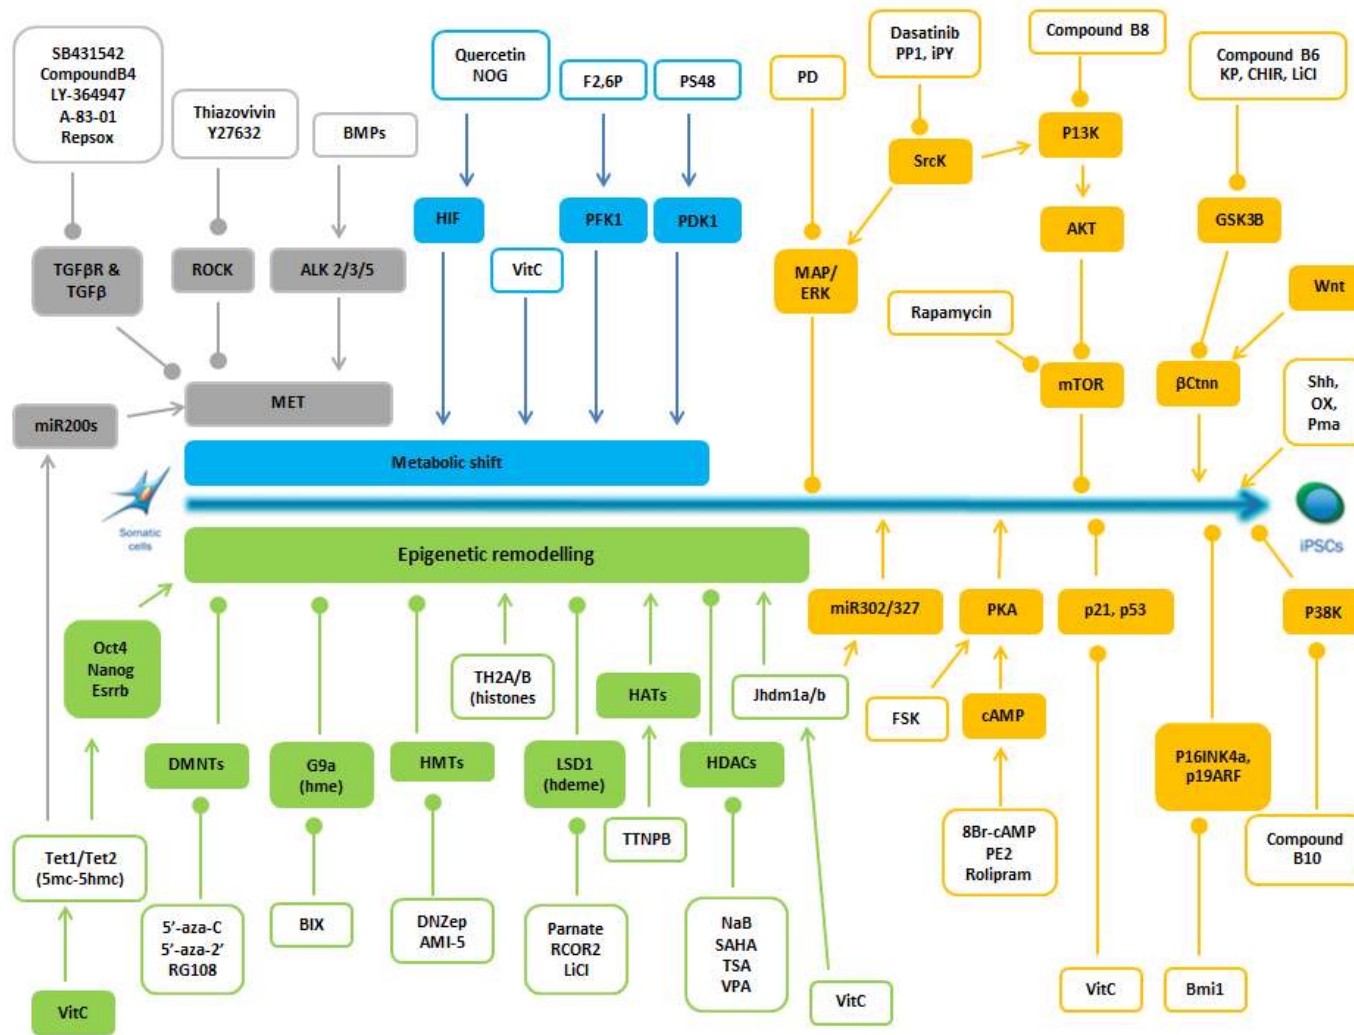 SB431542
CompoundB4
LY-364947
A-83-01
Repsox
Thiazovivin
Y27632
BMPs
Quercetin
NOG
F2,6P
PS48
PD
Dasatinib
PP1, iPY
Compound B8
Compound B6
KP, CHIR, LiCl
SrcK
P13K
HIF
PFK1
PDK1
AKT
GSK3B
TGFβR &
TGFβ
ROCK
ALK 2/3/5
VitC
MAP/
ERK
Wnt
Rapamycin
MET
mTOR
βCtnn
Shh,
OX,
Pma
miR200s
Metabolic shift
Somatic
cells
iPSCs
Epigenetic remodelling
miR302/327
PKA
p21, p53
P38K
Oct4
Nanog
Esrrb
TH2A/B
(histones
HATs
Jhdm1a/b
FSK
cAMP
DMNTs
G9a
(hme)
HMTs
LSD1
(hdeme)
HDACs
P16INK4a,
p19ARF
TTNPB
8Br-cAMP
PE2
Rolipram
Compound
B10
Tet1/Tet2
(5mc-5hmc)
5’-aza-C
5’-aza-2’
RG108
BIX
DNZep
AMI-5
Parnate
RCOR2
LiCl
NaB
SAHA
TSA
VPA
VitC
VitC
VitC
Bmi1